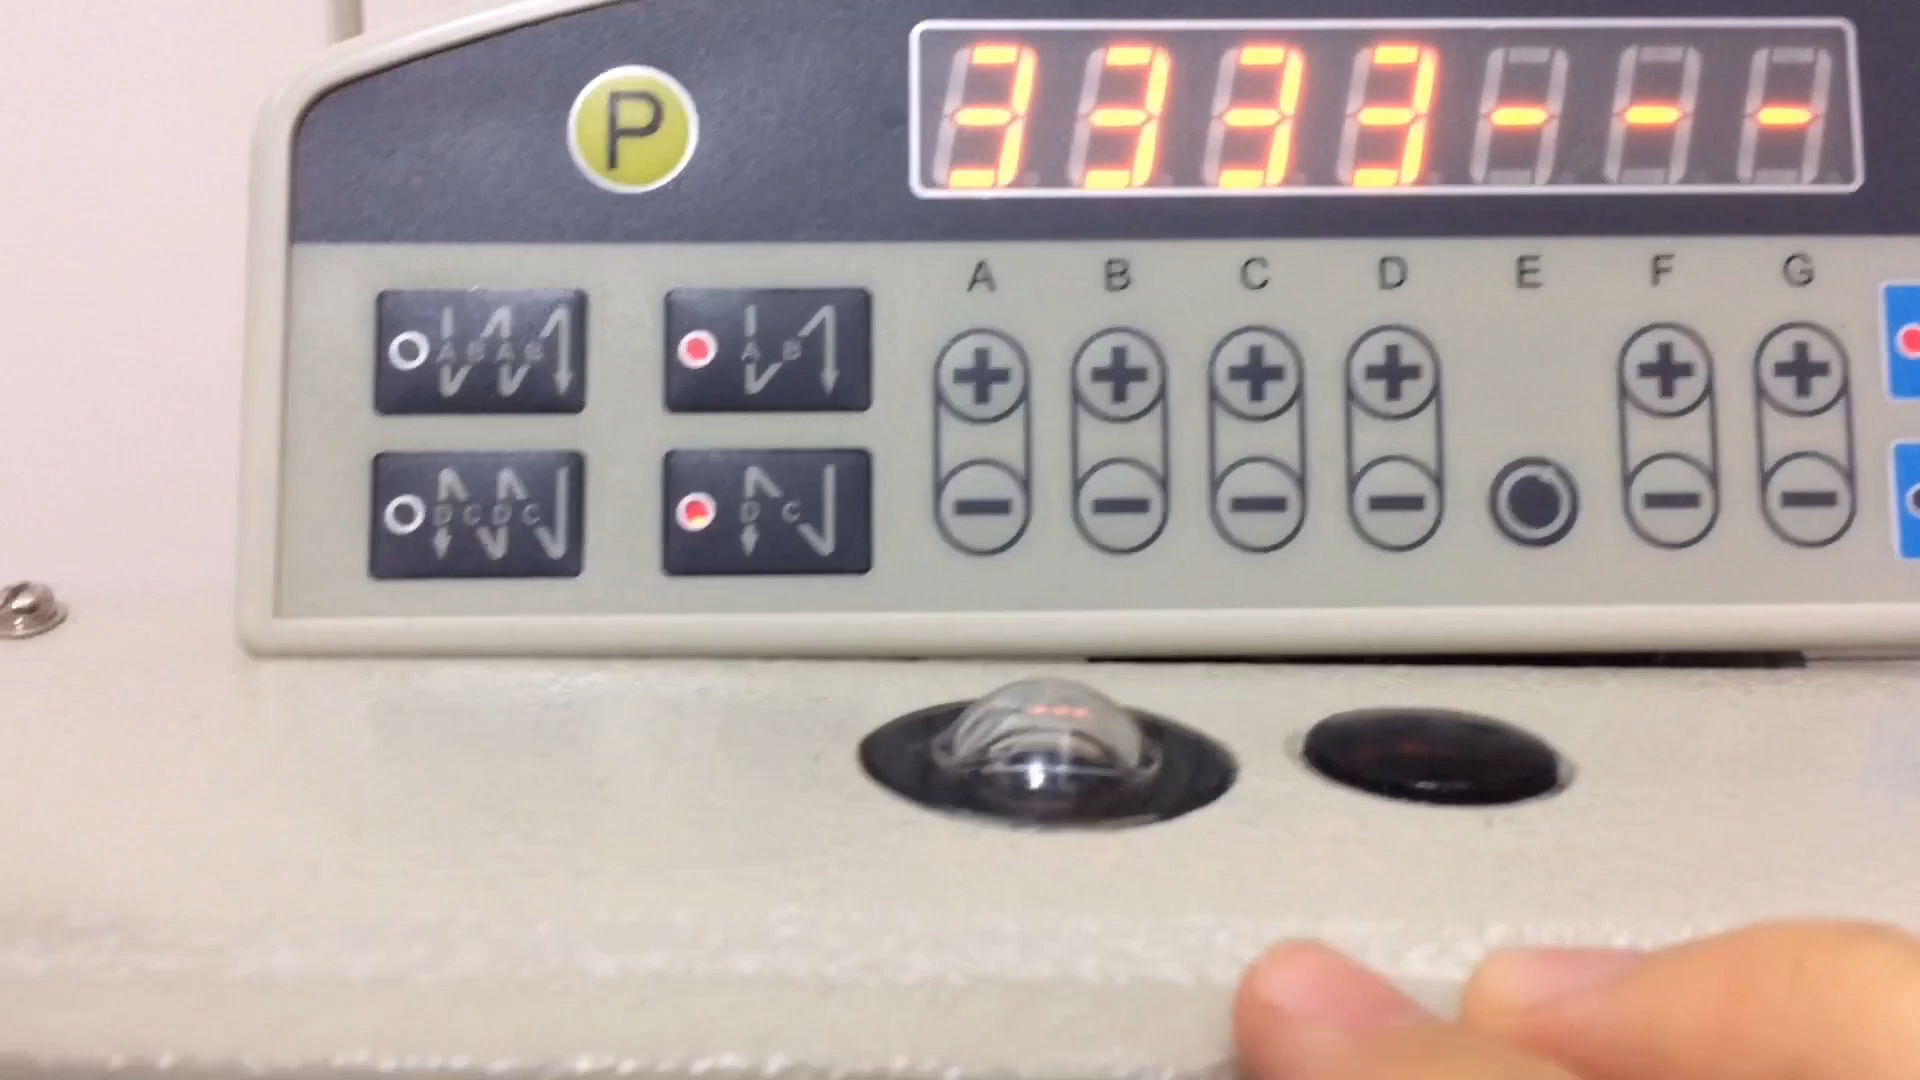 P
3333---
A B C D E F G
A B A B
A B
D C D C
D C